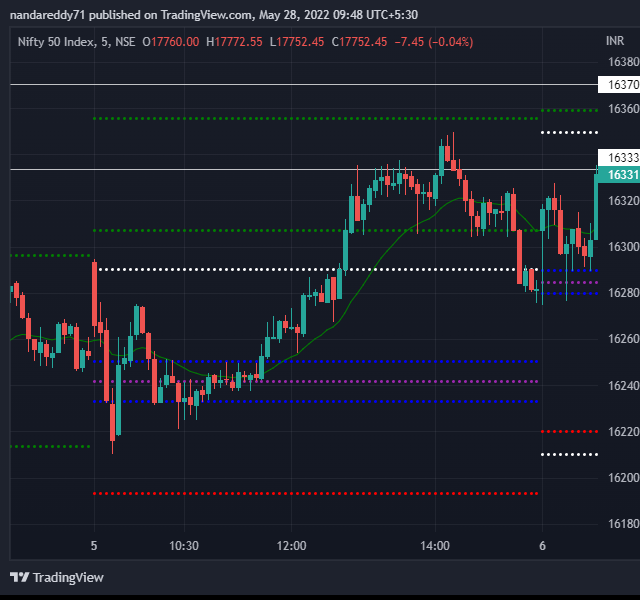 nandareddy71 published on TradingView.com, May 28, 2022 09:48 UTC+5:30
Nifty 50 Index, 5, NSE O17760.00 H17772.55 L17752.45 C17752.45 −7.45 (−0.04%)
INR
16380
16370
16360
16333
16331
16320
16300
16280
16260
16240
16220
16200
16180
5 10:30 12:00 14:00 6
TradingView